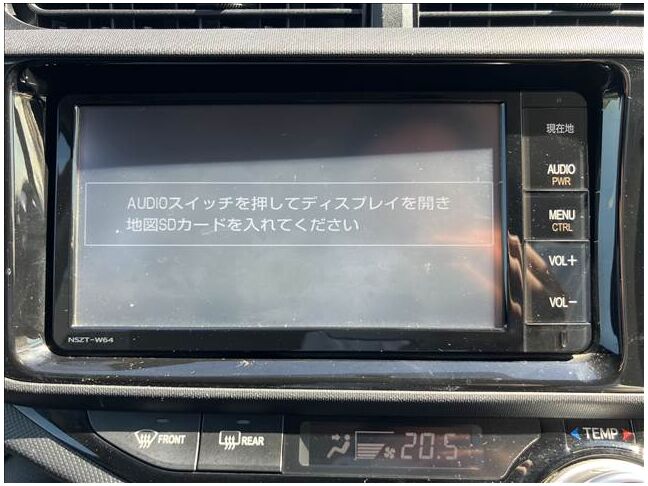 現在地
AUDIO
PWR
AUDIOスイッチを押してディスプレイを開き
地図SDカードを入れてください
MENU
CTRL
VOL+
VOL-
NSZT-W64
FRONT
REAR
20.5
TEMP